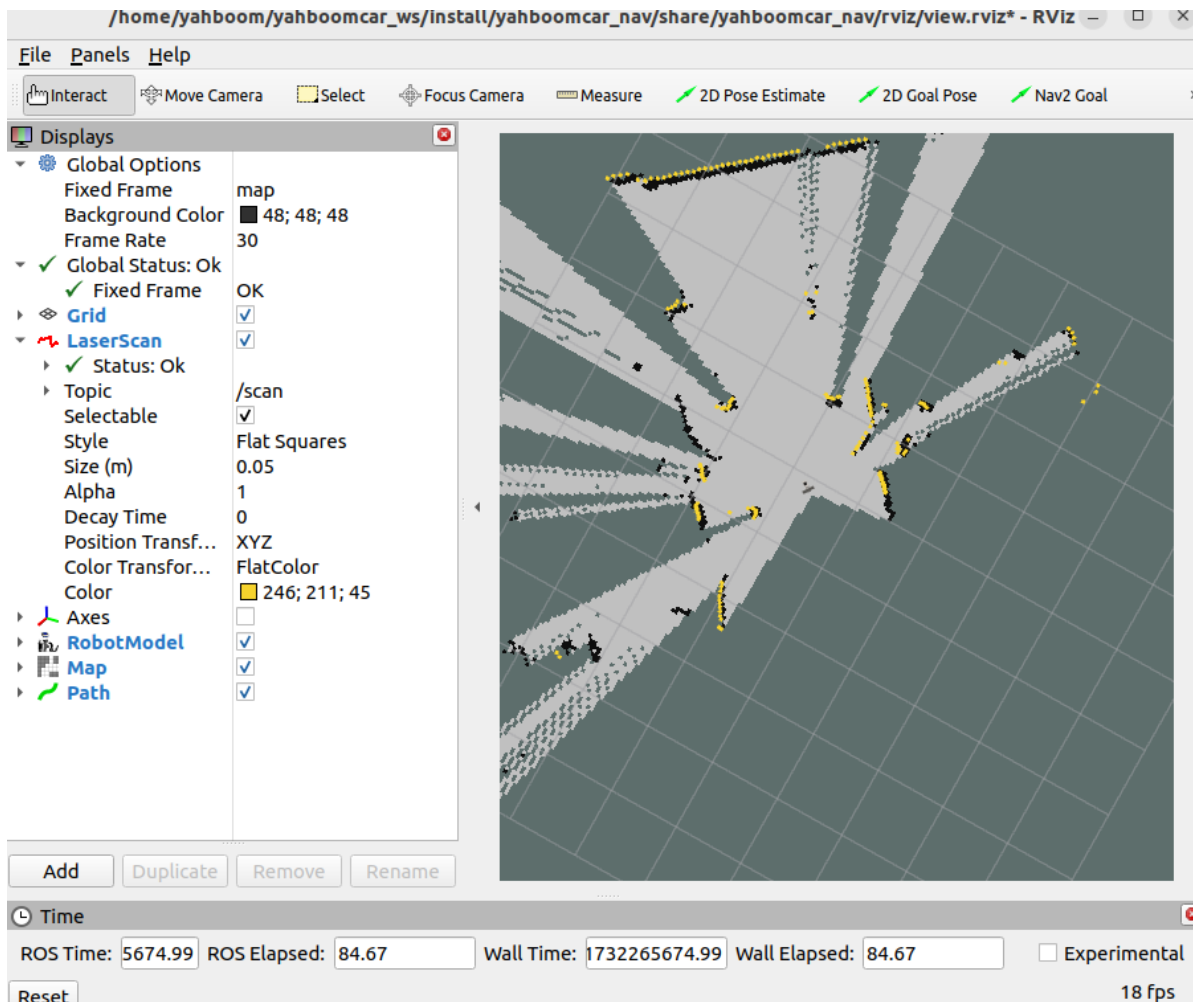 /home/yahboom/yahboomcar_ws/install/yahboomcar_nav/share/yahboomcar_nav/rviz/view.rviz* - RViz
File Panels Help
Interact Move Camera Select Focus Camera Measure 2D Pose Estimate 2D Goal Pose Nav2 Goal
Displays
Global Options
Fixed Frame map
Background Color 48; 48; 48
Frame Rate 30
Global Status: Ok
Fixed Frame OK
Grid
LaserScan
Status: Ok
Topic /scan
Selectable
Style Flat Squares
Size (m) 0.05
Alpha 1
Decay Time 0
Position Transf... XYZ
Color Transfor... FlatColor
Color 246; 211; 45
Axes
RobotModel
Map
Path
Add Duplicate Remove Rename
Time
ROS Time: 5674.99 ROS Elapsed: 84.67 Wall Time: 1732265674.99 Wall Elapsed: 84.67 Experimental
Reset 18 fps